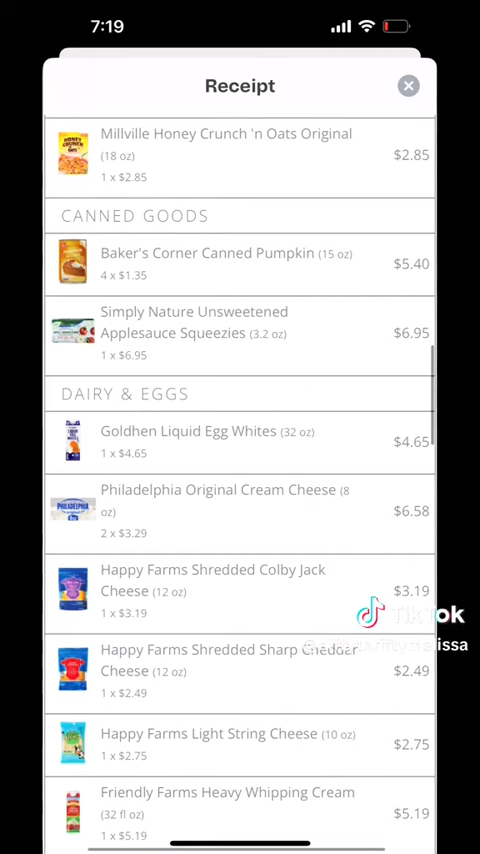 7:19
Receipt
Millville Honey Crunch 'n Oats Original
(18 oz)
$2.85
1 x $2.85
CANNED GOODS
Baker's Corner Canned Pumpkin (15 oz)
$5.40
4 x $1.35
Simply Nature Unsweetened
Applesauce Squeezies (3.2 oz)
$6.95
1 x $6.95
DAIRY & EGGS
Goldhen Liquid Egg Whites (32 oz)
$4.65
1 x $4.65
Philadelphia Original Cream Cheese (8
oz)
$6.58
2 x $3.29
PHILADELPHIA
Happy Farms Shredded Colby Jack
Cheese (12 oz)
$3.19
1 x $3.19
TikTok
Happy Farms Shredded Sharp Cheddar
Cheese (12 oz)
$2.49
1 x $2.49
Happy Farms Light String Cheese (10 oz)
$2.75
1 x $2.75
Friendly Farms Heavy Whipping Cream
(32 fl oz)
$5.19
1 x $5.19